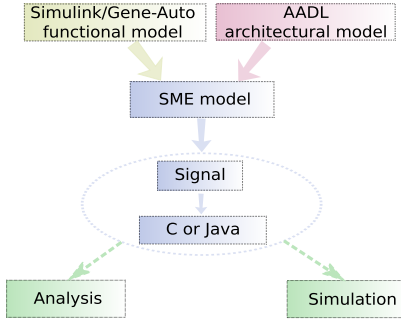 Simulink/Gene-Auto
functional model
AADL
architectural model
SME model
Signal
C or Java
Analysis
Simulation